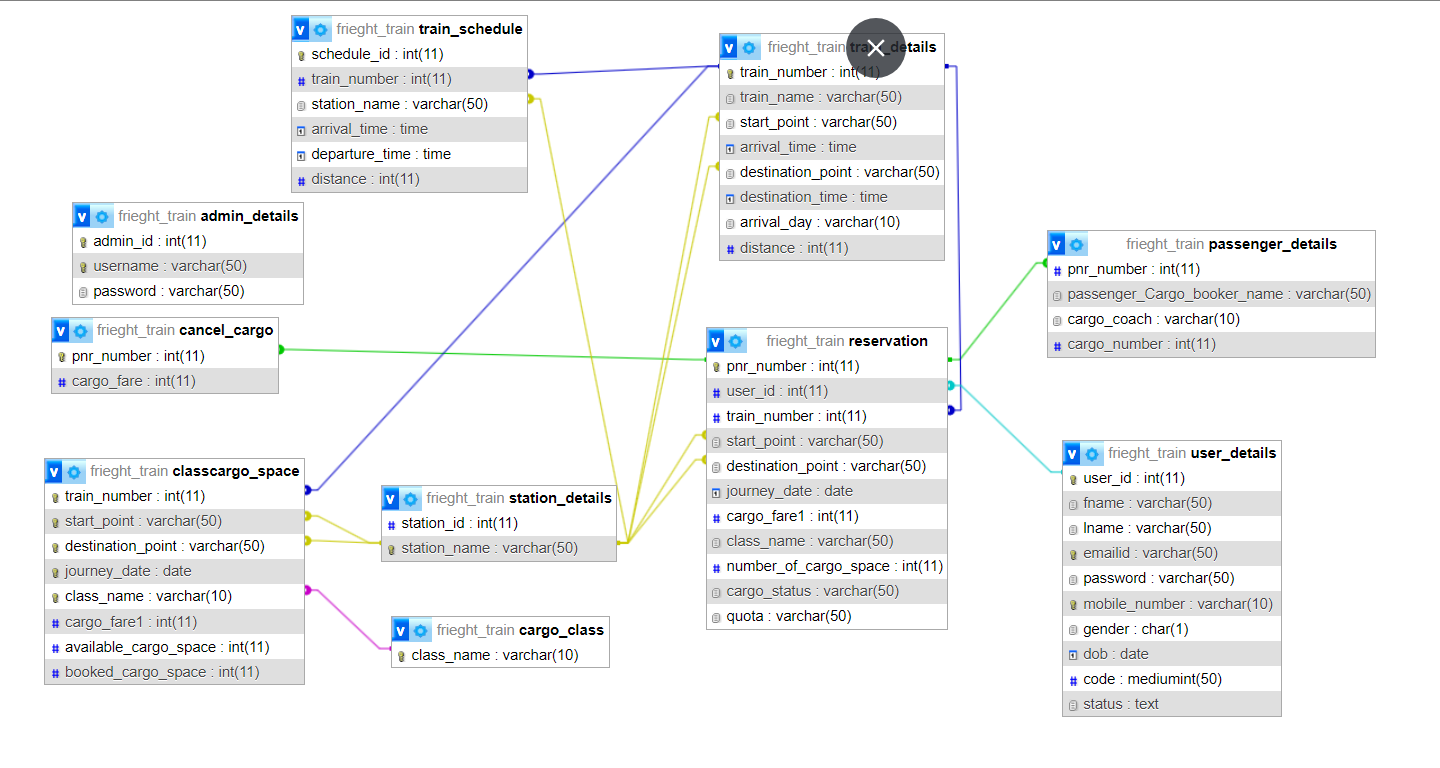 frieght_train train_schedule
schedule_id : int(11)
train_number : int(11)
station_name : varchar(50)
arrival_time : time
departure_time : time
distance : int(11)
frieght_train details
train_number : int(11)
train_name : varchar(50)
start_point : varchar(50)
arrival_time : time
destination_point : varchar(50)
destination_time : time
arrival_day : varchar(10)
distance : int(11)
frieght_train admin_details
admin_id : int(11)
username : varchar(50)
password : varchar(50)
frieght_train passenger_details
pnr_number : int(11)
passenger_Cargo_booker_name : varchar(50)
cargo_coach : varchar(10)
cargo_number : int(11)
frieght_train cancel_cargo
pnr_number : int(11)
cargo_fare : int(11)
frieght_train reservation
pnr_number : int(11)
user_id : int(11)
train_number : int(11)
start_point : varchar(50)
destination_point : varchar(50)
journey_date : date
cargo_fare1 : int(11)
class_name : varchar(50)
number_of_cargo_space : int(11)
cargo_status : varchar(50)
quota : varchar(50)
frieght_train user_details
user_id : int(11)
fname : varchar(50)
lname : varchar(50)
emailid : varchar(50)
password : varchar(50)
mobile_number : varchar(10)
gender : char(1)
dob : date
code : mediumint(50)
status : text
frieght_train classcargo_space
train_number : int(11)
start_point : varchar(50)
destination_point : varchar(50)
journey_date : date
class_name : varchar(10)
cargo_fare1 : int(11)
available_cargo_space : int(11)
booked_cargo_space : int(11)
frieght_train station_details
station_id : int(11)
station_name : varchar(50)
frieght_train cargo_class
class_name : varchar(10)